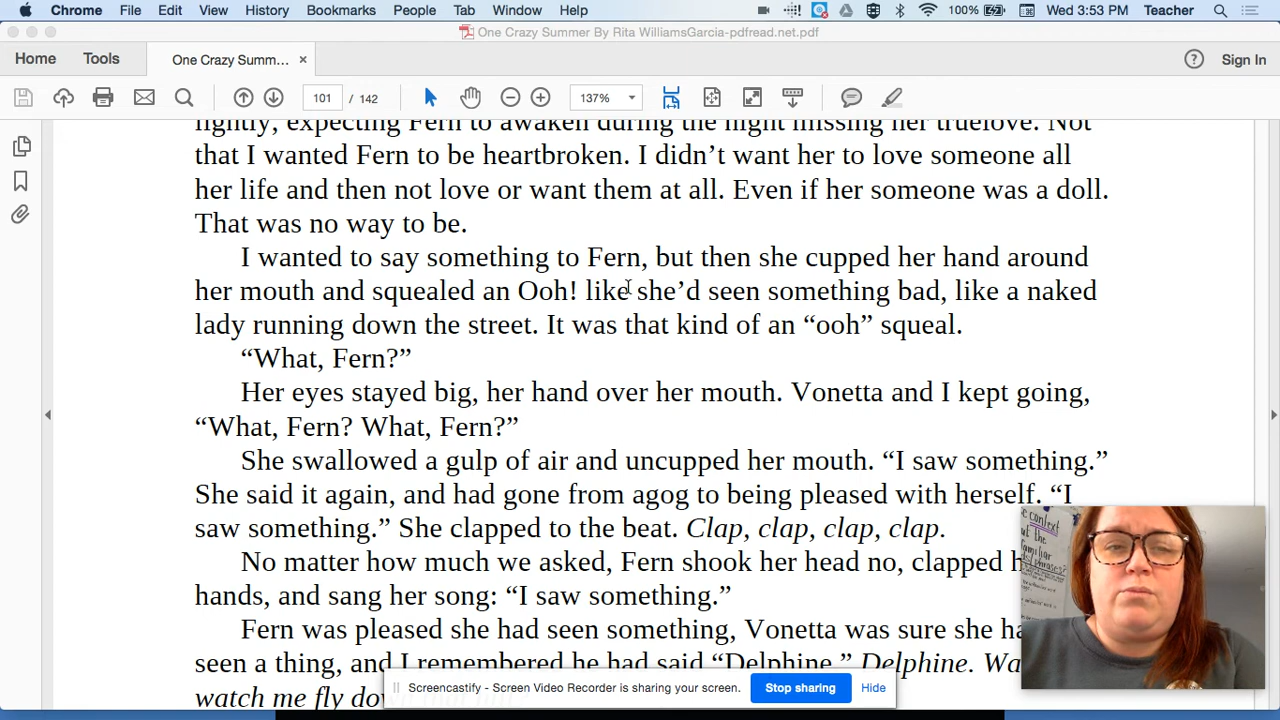 Chrome File Edit View History Bookmarks People Tab Window Help 100% Wed 3:53 PM Teacher
One Crazy Summer By Rita WilliamsGarcia-pdfread.net.pdf
Home Tools One Crazy Summ... × Sign In
101 / 142 137%
lightly, expecting Fern to awaken during the night missing her truelove. Not
that I wanted Fern to be heartbroken. I didn’t want her to love someone all
her life and then not love or want them at all. Even if her someone was a doll.
That was no way to be.
I wanted to say something to Fern, but then she cupped her hand around
her mouth and squealed an Ooh! like she’d seen something bad, like a naked
lady running down the street. It was that kind of an “ooh” squeal.
“What, Fern?”
Her eyes stayed big, her hand over her mouth. Vonetta and I kept going,
“What, Fern? What, Fern?”
She swallowed a gulp of air and uncupped her mouth. “I saw something.”
She said it again, and had gone from agog to being pleased with herself. “I
saw something.” She clapped to the beat. Clap, clap, clap, clap.
No matter how much we asked, Fern shook her head no, clapped
hands, and sang her song: “I saw something.”
Fern was pleased she had seen something, Vonetta was sure she
seen a thing, and I remembered he had said “Delphine.” Delphine.
watch me fly
Screencastify - Screen Video Recorder is sharing your screen. Stop sharing Hide
context
out the